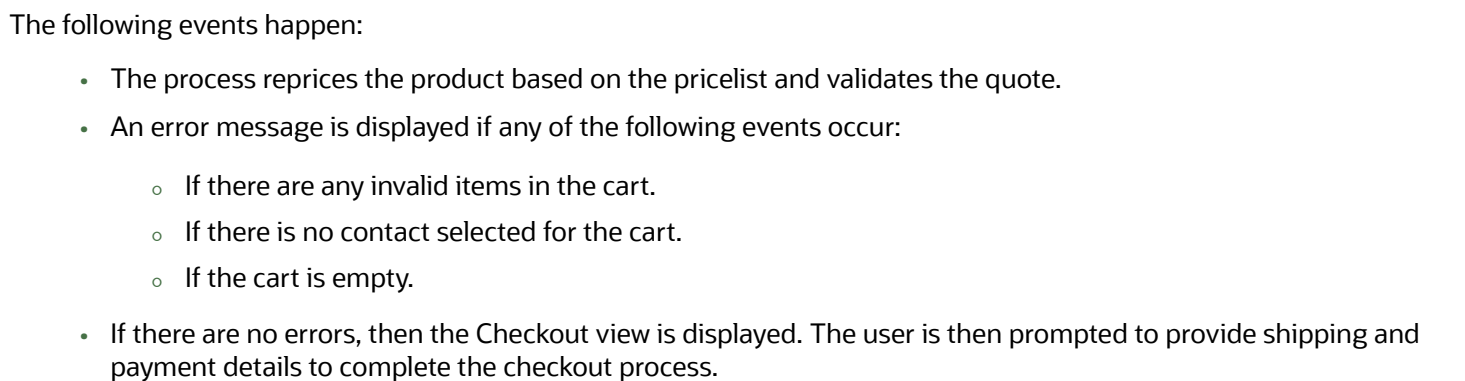 The following events happen:
• The process reprices the product based on the pricelist and validates the quote.
• An error message is displayed if any of the following events occur:
o If there are any invalid items in the cart.
o If there is no contact selected for the cart.
o If the cart is empty.
• If there are no errors, then the Checkout view is displayed. The user is then prompted to provide shipping and
payment details to complete the checkout process.